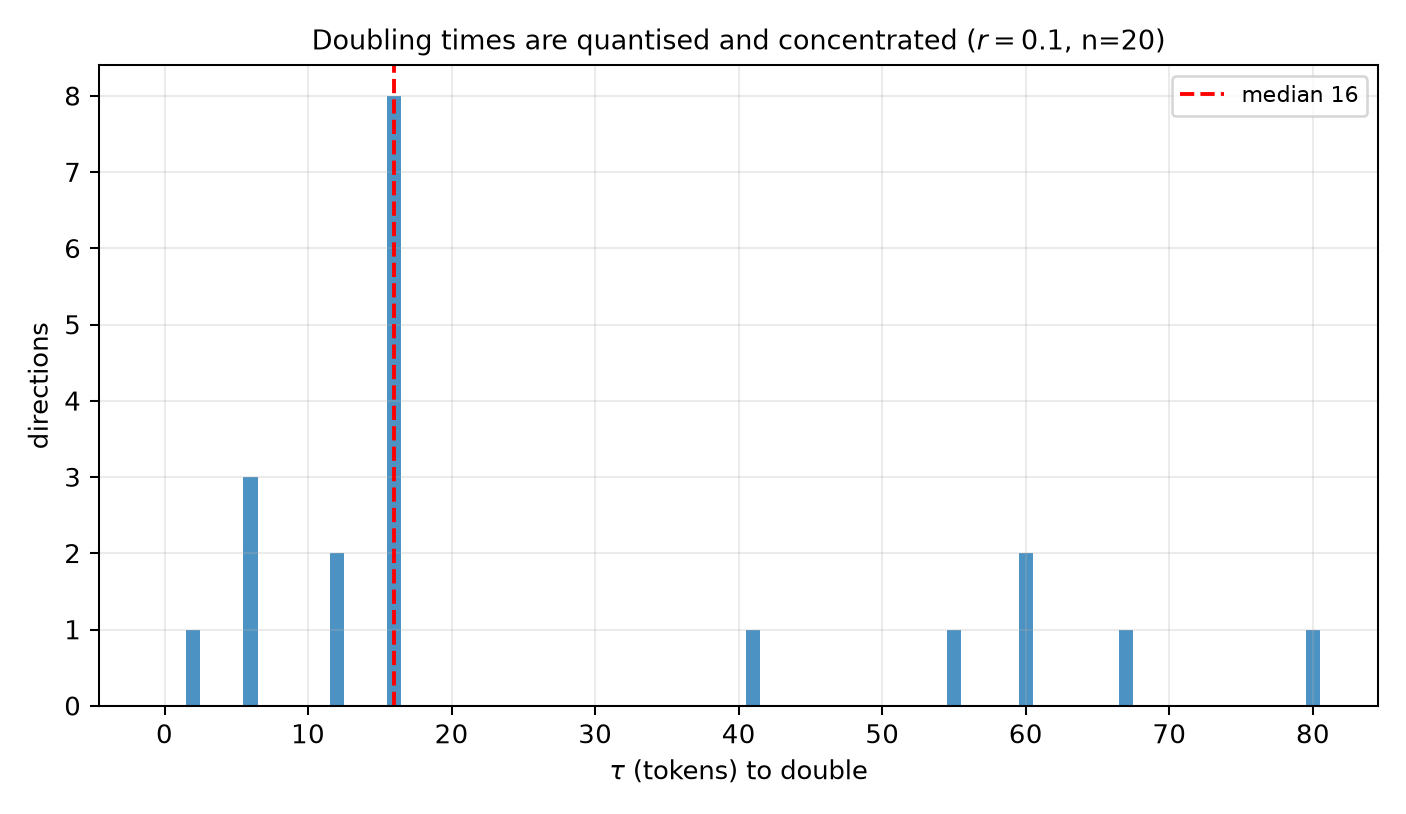 Doubling times are quantised and concentrated (r = 0.1, n=20)
median 16
8
7
6
5
4
3
2
1
0
directions
0 10 20 30 40 50 60 70 80
τ (tokens) to double